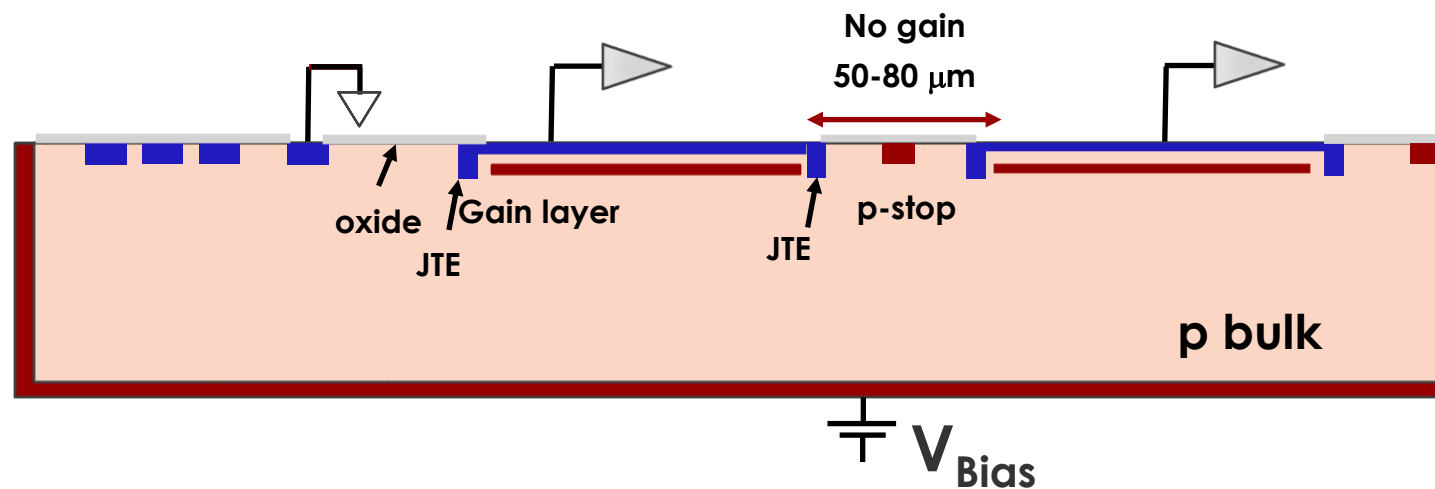 No gain
50-80 μm
oxide
Gain layer
JTE
JTE
p-stop
p bulk
VBias